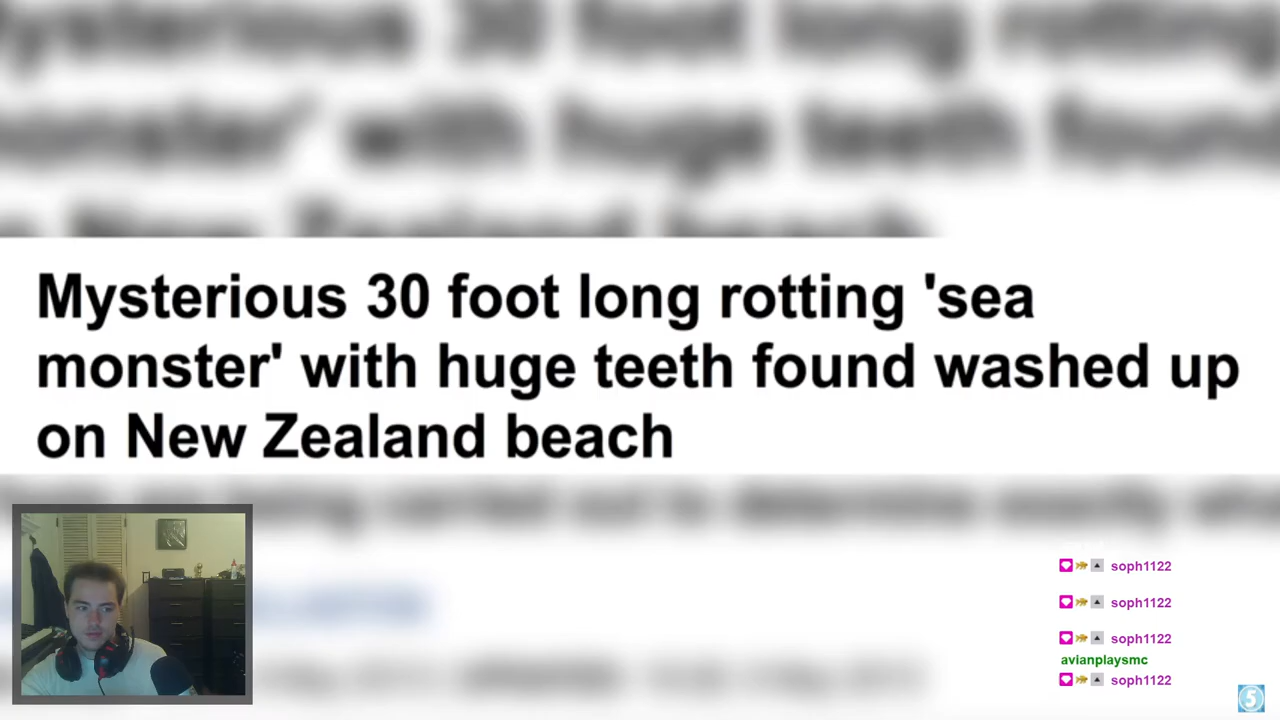 Mysterious 30 foot long rotting 'sea
monster' with huge teeth found washed up
on New Zealand beach
soph1122
soph1122
soph1122
avianplaysmc
soph1122
5